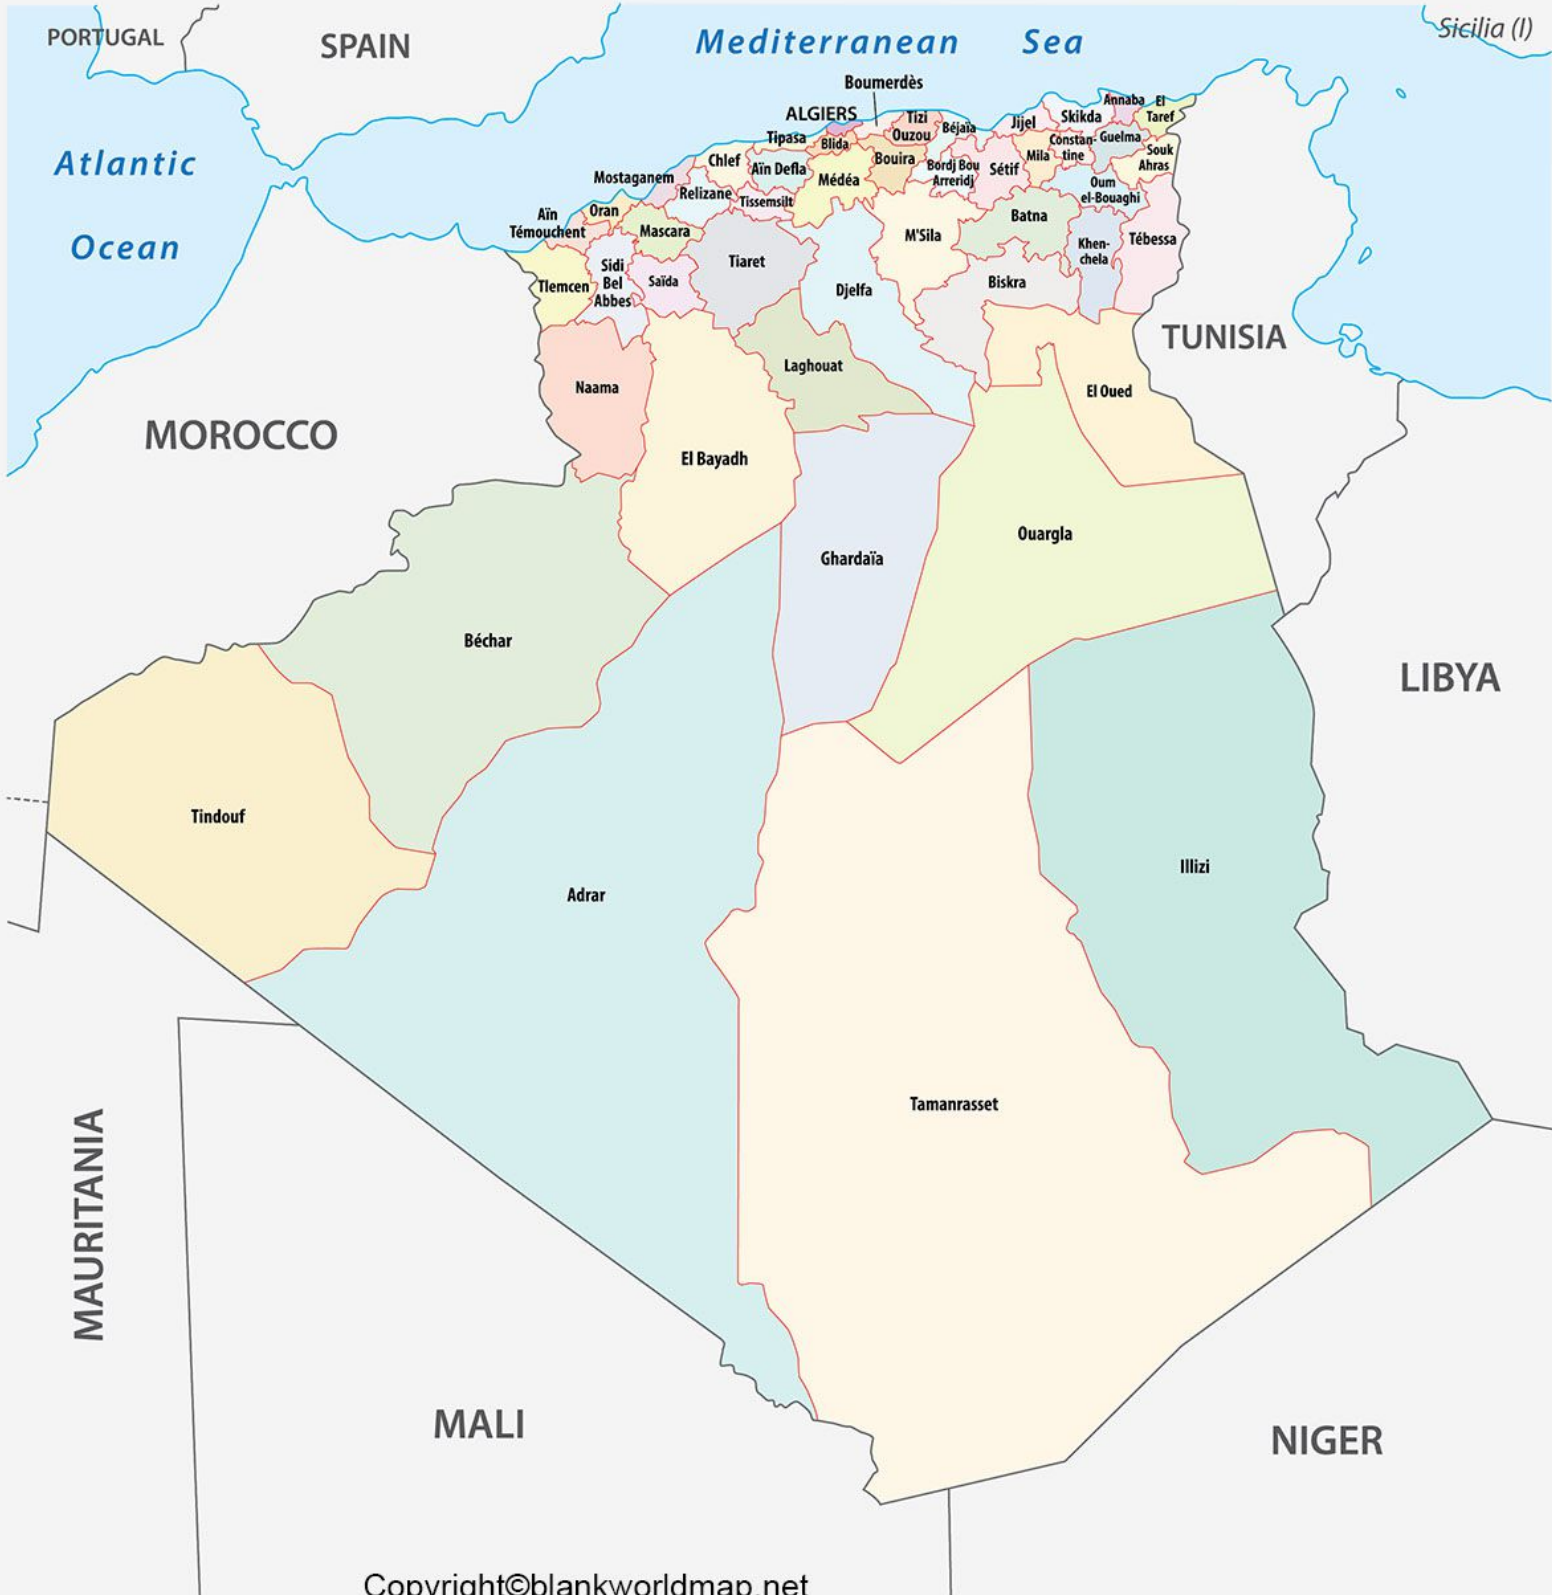 PORTUGAL
SPAIN
Mediterranean Sea
Sicilia (I)
Atlantic
Ocean
Boumerdès
ALGIERS
Tipasa
Blida
Tizi
Ouzou
Béjaïa
Jijel
Skikda
Annaba
El
Taref
Constan-
tine
Guelma
Souk
Ahras
Mila
Sétif
Bordj Bou
Arreridj
Bouira
Médéa
Aïn Defla
Chlef
Mostaganem
Relizane
Tissemsilt
Oum
el-Bouaghi
Aïn
Témouchent
Oran
Mascara
Tiaret
M'Sila
Batna
Khen-
chela
Tébessa
Tlemcen
Sidi
Bel
Abbes
Saïda
Djelfa
Biskra
TUNISIA
Laghouat
Naama
El Oued
MOROCCO
El Bayadh
Ghardaïa
Ouargla
Béchar
LIBYA
Tindouf
Adrar
Illizi
Tamanrasset
MAURITANIA
MALI
NIGER
Copyright©blankworldmap.net